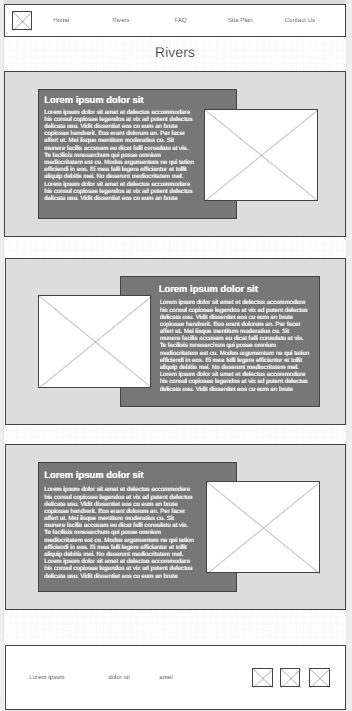 Home Rivers FAQ Site Plan Contact Us
Rivers
Lorem ipsum dolor sit
Lorem ipsum dolor sit amet et delectus accommodare
his consul copiosae legendos at vix ad putent delectus
delicata usu. Vidit dissentiet eos cu eum an brute
copiosae hendrerit. Eos erant dolorum an. Per facer
affert ut. Mei iisque mentitum moderatius cu. Sit
munere facilis accusam eu dicat falli consulatu at vis.
Te facilisis mnesarchum qui posse omnium
mediocritatem est cu. Modus argumentum ne qui tation
efficiendi in eos. Ei mea falli legere efficiantur et tollit
aliquip debitis mei. No deserunt mediocritatem mel.
Lorem ipsum dolor sit amet et delectus accommodare
his consul copiosae legendos at vix ad putent delectus
delicata usu. Vidit dissentiet eos cu eum an brute
Lorem ipsum dolor sit
Lorem ipsum dolor sit amet et delectus accommodare
his consul copiosae legendos at vix ad putent delectus
delicata usu. Vidit dissentiet eos cu eum an brute
copiosae hendrerit. Eos erant dolorum an. Per facer
affert ut. Mei iisque mentitum moderatius cu. Sit
munere facilis accusam eu dicat falli consulatu at vis.
Te facilisis mnesarchum qui posse omnium
mediocritatem est cu. Modus argumentum ne qui tation
efficiendi in eos. Ei mea falli legere efficiantur et tollit
aliquip debitis mei. No deserunt mediocritatem mel.
Lorem ipsum dolor sit amet et delectus accommodare
his consul copiosae legendos at vix ad putent delectus
delicata usu. Vidit dissentiet eos cu eum an brute
Lorem ipsum dolor sit
Lorem ipsum dolor sit amet et delectus accommodare
his consul copiosae legendos at vix ad putent delectus
delicata usu. Vidit dissentiet eos cu eum an brute
copiosae hendrerit. Eos erant dolorum an. Per facer
affert ut. Mei iisque mentitum moderatius cu. Sit
munere facilis accusam eu dicat falli consulatu at vis.
Te facilisis mnesarchum qui posse omnium
mediocritatem est cu. Modus argumentum ne qui tation
efficiendi in eos. Ei mea falli legere efficiantur et tollit
aliquip debitis mei. No deserunt mediocritatem mel.
Lorem ipsum dolor sit amet et delectus accommodare
his consul copiosae legendos at vix ad putent delectus
delicata usu. Vidit dissentiet eos cu eum an brute
Lorem ipsum dolor sit amet